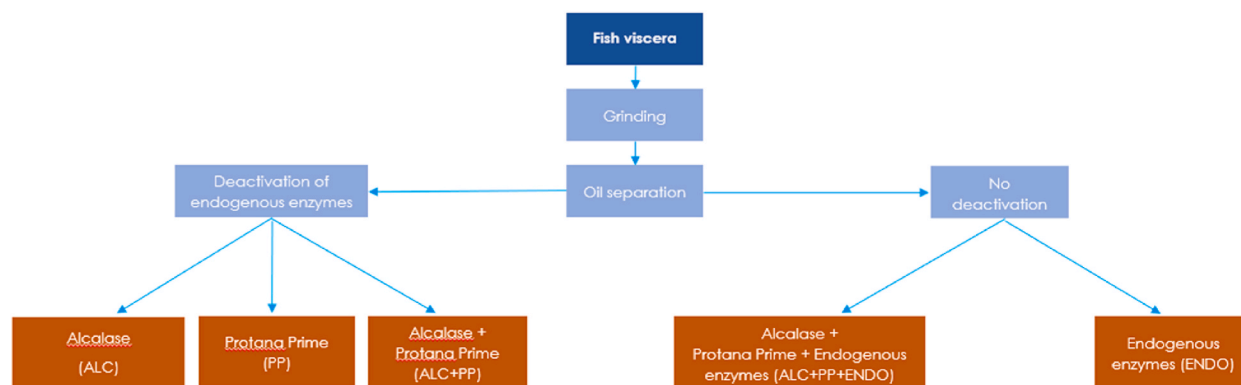 Fish viscera
Grinding
Deactivation of
endogenous enzymes
Oil separation
No
deactivation
Alcalase
(ALC)
Protana Prime
(PP)
Alcalase +
Protana Prime
(ALC+PP)
Alcalase +
Protana Prime + Endogenous
enzymes (ALC+PP+ENDO)
Endogenous
enzymes (ENDO)